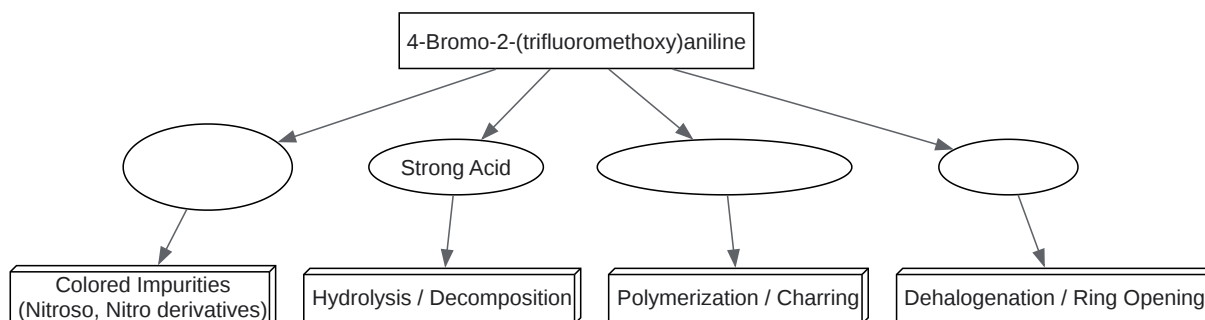 4-Bromo-2-(trifluoromethoxy)aniline
Strong Acid
Colored Impurities
(Nitroso, Nitro derivatives)
Hydrolysis / Decomposition
Polymerization / Charring
Dehalogenation / Ring Opening